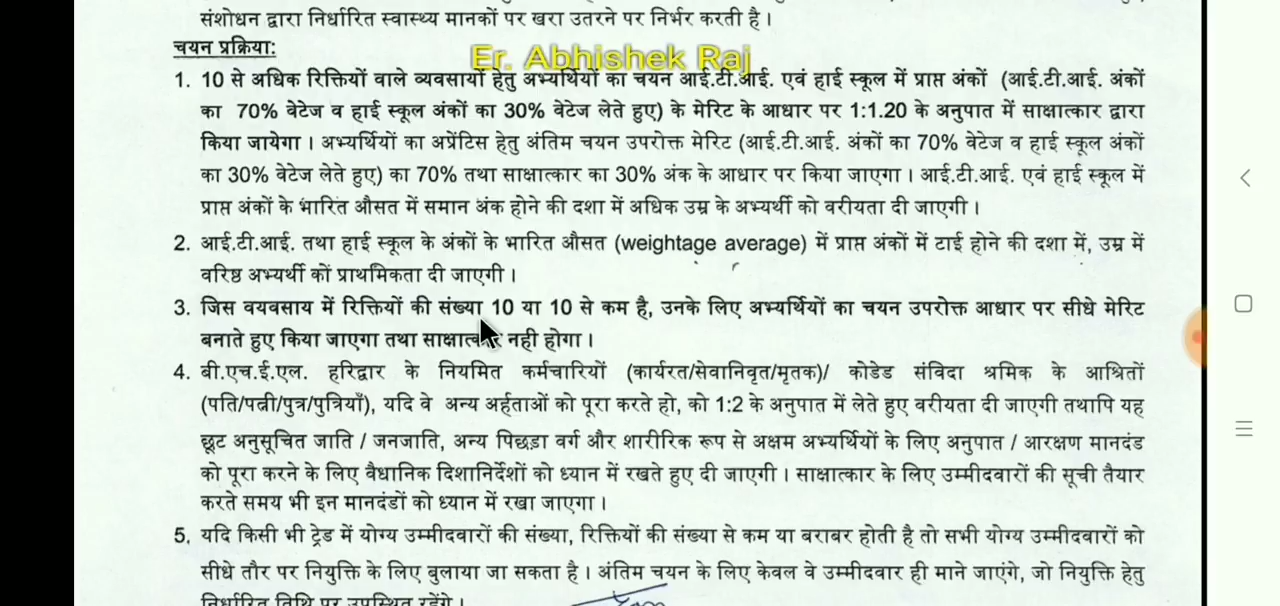 संशोधन द्वारा निर्धारित स्वास्थ्य मानकों पर खरा उतरने पर निर्भर करती है।
चयन प्रक्रिया:
Er. Abhishek Raj
1. 10 से अधिक रिक्तियों वाले व्यवसायों हेतु अभ्यर्थियों का चयन आई.टी.आई. एवं हाई स्कूल में प्राप्त अंकों (आई.टी.आई. अंकों
का 70% वेटेज व हाई स्कूल अंकों का 30% वेटेज लेते हुए) के मेरिट के आधार पर 1:1.20 के अनुपात में साक्षात्कार द्वारा
किया जायेगा। अभ्यर्थियों का अप्रेंटिस हेतु अंतिम चयन उपरोक्त मेरिट (आई.टी.आई. अंकों का 70% वेटेज व हाई स्कूल अंकों
का 30% वेटेज लेते हुए) का 70% तथा साक्षात्कार का 30% अंक के आधार पर किया जाएगा। आई.टी.आई. एवं हाई स्कूल में
प्राप्त अंकों के भारित औसत में समान अंक होने की दशा में अधिक उम्र के अभ्यर्थी को वरीयता दी जाएगी।
2. आई.टी.आई. तथा हाई स्कूल के अंकों के भारित औसत (weightage average) में प्राप्त अंकों में टाई होने की दशा में, उम्र में
वरिष्ठ अभ्यर्थी कों प्राथमिकता दी जाएगी।
3. जिस वयवसाय में रिक्तियों की संख्या 10 या 10 से कम है, उनके लिए अभ्यर्थियों का चयन उपरोक्त आधार पर सीधे मेरिट
बनाते हुए किया जाएगा तथा नही होगा।
4. बी.एच.ई.एल. हरिद्वार के नियमित कर्मचारियों (कार्यरत/सेवानिवृत/मृतक)/ कोडेड संविदा श्रमिक के आश्रितों
(पति/पत्नी/पुत्र/पुत्रियाँ), यदि वे अन्य अर्हताओं को पूरा करते हो, को 1:2 के अनुपात में लेते हुए वरीयता दी जाएगी तथापि यह
छूट अनुसूचित जाति / जनजाति, अन्य पिछड़ा वर्ग और शारीरिक रूप से अक्षम अभ्यर्थियों के लिए अनुपात / आरक्षण मानदंड
को पूरा करने के लिए वैधानिक दिशानिर्देशों को ध्यान में रखते हुए दी जाएगी। साक्षात्कार के लिए उम्मीदवारों की सूची तैयार
करते समय भी इन मानदंडों को ध्यान में रखा जाएगा।
5, यदि किसी भी ट्रेड में योग्य उम्मीदवारों की संख्या, रिक्तियों की संख्या से कम या बराबर होती है तो सभी योग्य उम्मीदवारों को
सीधे तौर पर नियुक्ति के लिए बुलाया जा सकता है। अंतिम चयन के लिए केवल वे उम्मीदवार ही माने जाएंगे, जो नियुक्ति हेतु
निर्धारित तिथि पर उपस्थित रहेंगे।